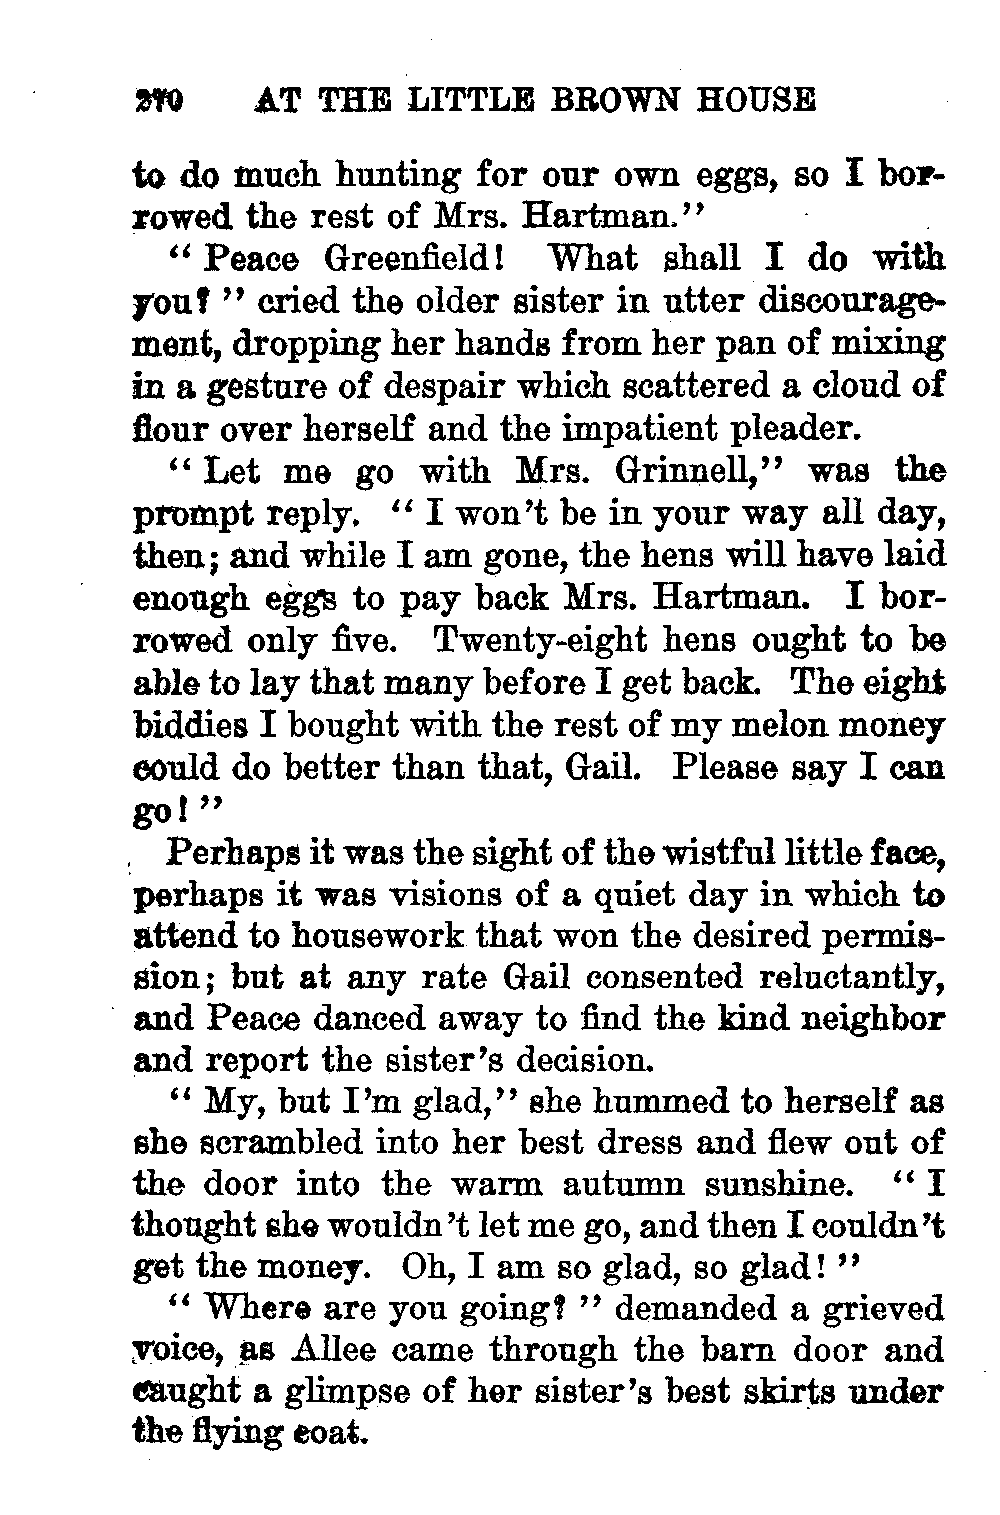 270 AT THE LITTLE BROWN HOUSE
to do much hunting for our own eggs, so I bor-
rowed the rest of Mrs. Hartman."
" Peace Greenfield! What shall I do with
you? " cried the older sister in utter discourage-
ment, dropping her hands from her pan of mixing
in a gesture of despair which scattered a cloud of
flour over herself and the impatient pleader.
" Let me go with Mrs. Grinnell," was the
prompt reply. " I won't be in your way all day,
then; and while I am gone, the hens will have laid
enough eggs to pay back Mrs. Hartman. I bor-
rowed only five. Twenty-eight hens ought to be
able to lay that many before I get back. The eight
biddies I bought with the rest of my melon money
could do better than that, Gail. Please say I can
go! "
Perhaps it was the sight of the wistful little face,
perhaps it was visions of a quiet day in which to
attend to housework that won the desired permis-
sion; but at any rate Gail consented reluctantly,
and Peace danced away to find the kind neighbor
and report the sister's decision.
" My, but I'm glad," she hummed to herself as
she scrambled into her best dress and flew out of
the door into the warm autumn sunshine. " I
thought she wouldn't let me go, and then I couldn't
get the money. Oh, I am so glad, so glad! "
" Where are you going? " demanded a grieved
voice, as Allee came through the barn door and
caught a glimpse of her sister's best skirts under
the flying coat.